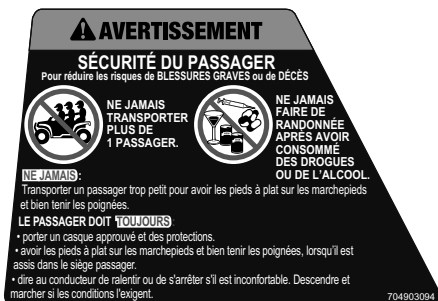 AVERTISSEMENT
SÉCURITÉ DU PASSAGER
Pour réduire les risques de BLESSURES GRAVES ou de DÉCÈS
NE JAMAIS
TRANSPORTER
PLUS DE
1 PASSAGER.
NE JAMAIS
FAIRE DE
RANDONNÉE
APRÈS AVOIR
CONSOMMÉ
DES DROGUES
OU DE L'ALCOOL.
NE JAMAIS:
Transporter un passager trop petit pour avoir les pieds à plat sur les marchepieds
et bien tenir les poignées.
LE PASSAGER DOIT TOUJOURS:
• porter un casque approuvé et des protections.
• avoir les pieds à plat sur les marchepieds et bien tenir les poignées, lorsqu'il est
assis dans le siège passager.
• dire au conducteur de ralentir ou de s'arrêter s'il est inconfortable. Descendre et
marcher si les conditions l'exigent.
704903094